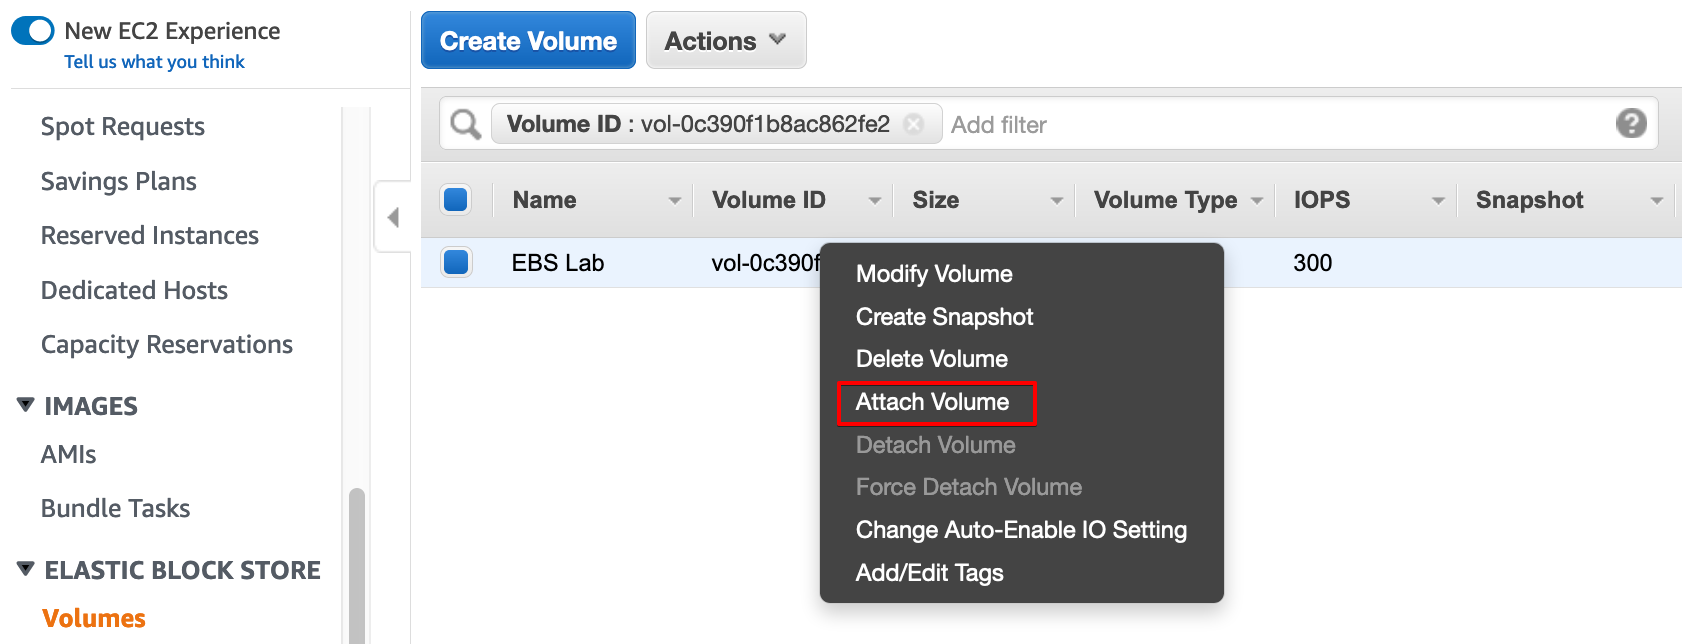 New EC2 Experience
Tell us what you think
Spot Requests
Savings Plans
Reserved Instances
Dedicated Hosts
Capacity Reservations
IMAGES
AMIs
Bundle Tasks
ELASTIC BLOCK STORE
Volumes
Create Volume
Actions
Volume ID : vol-0c390f1b8ac862fe2 Add filter
Name Volume ID Size Volume Type IOPS Snapshot
EBS Lab vol-0c390f 300
Modify Volume
Create Snapshot
Delete Volume
Attach Volume
Detach Volume
Force Detach Volume
Change Auto-Enable IO Setting
Add/Edit Tags